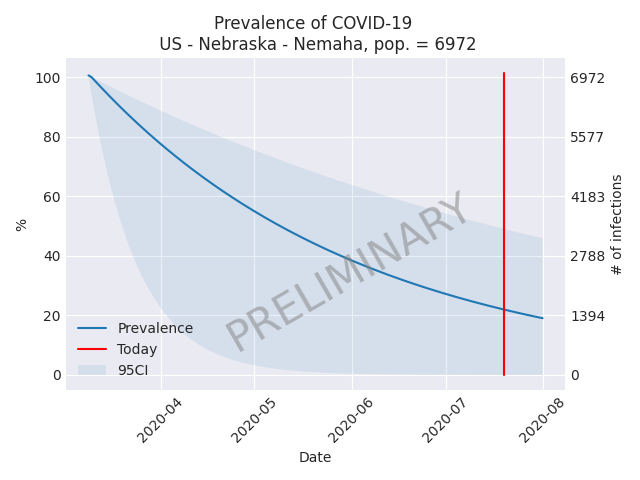 Prevalence of COVID-19
US - Nebraska - Nemaha, pop. = 6972
100
80
60
40
20
0
%
6972
5577
4183
2788
1394
0
# of infections
PRELIMINARY
Prevalence
Today
95CI
2020-04
2020-05
2020-06
2020-07
2020-08
Date